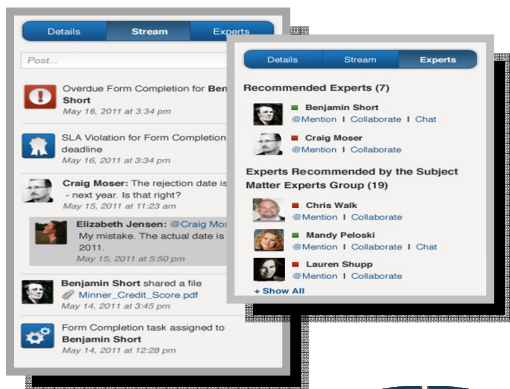 Details
Stream
Experts
Post...
Overdue Form Completion for Ben
Short
May 16, 2011 at 3:34 pm
SLA Violation for Form Completion
deadline
May 16, 2011 at 3:34 pm
Craig Moser: The rejection date is
- next year. Is that right?
May 15, 2011 at 11:23 am
Elizabeth Jensen: @Craig Mos
My mistake. The actual date is
2011.
May 15, 2011 at 5:50 pm
Benjamin Short shared a file
Minner_Credit_Score.pdf
May 14, 2011 at 3:45 pm
Form Completion task assigned to
Benjamin Short
May 14, 2011 at 12:28 pm
Details
Stream
Experts
Recommended Experts (7)
Benjamin Short
@Mention I Collaborate I Chat
Craig Moser
@Mention I Collaborate
Experts Recommended by the Subject
Matter Experts Group (19)
Chris Walk
@Mention I Collaborate
Mandy Peloski
@Mention I Collaborate I Chat
Lauren Shupp
@Mention I Collaborate
+ Show All